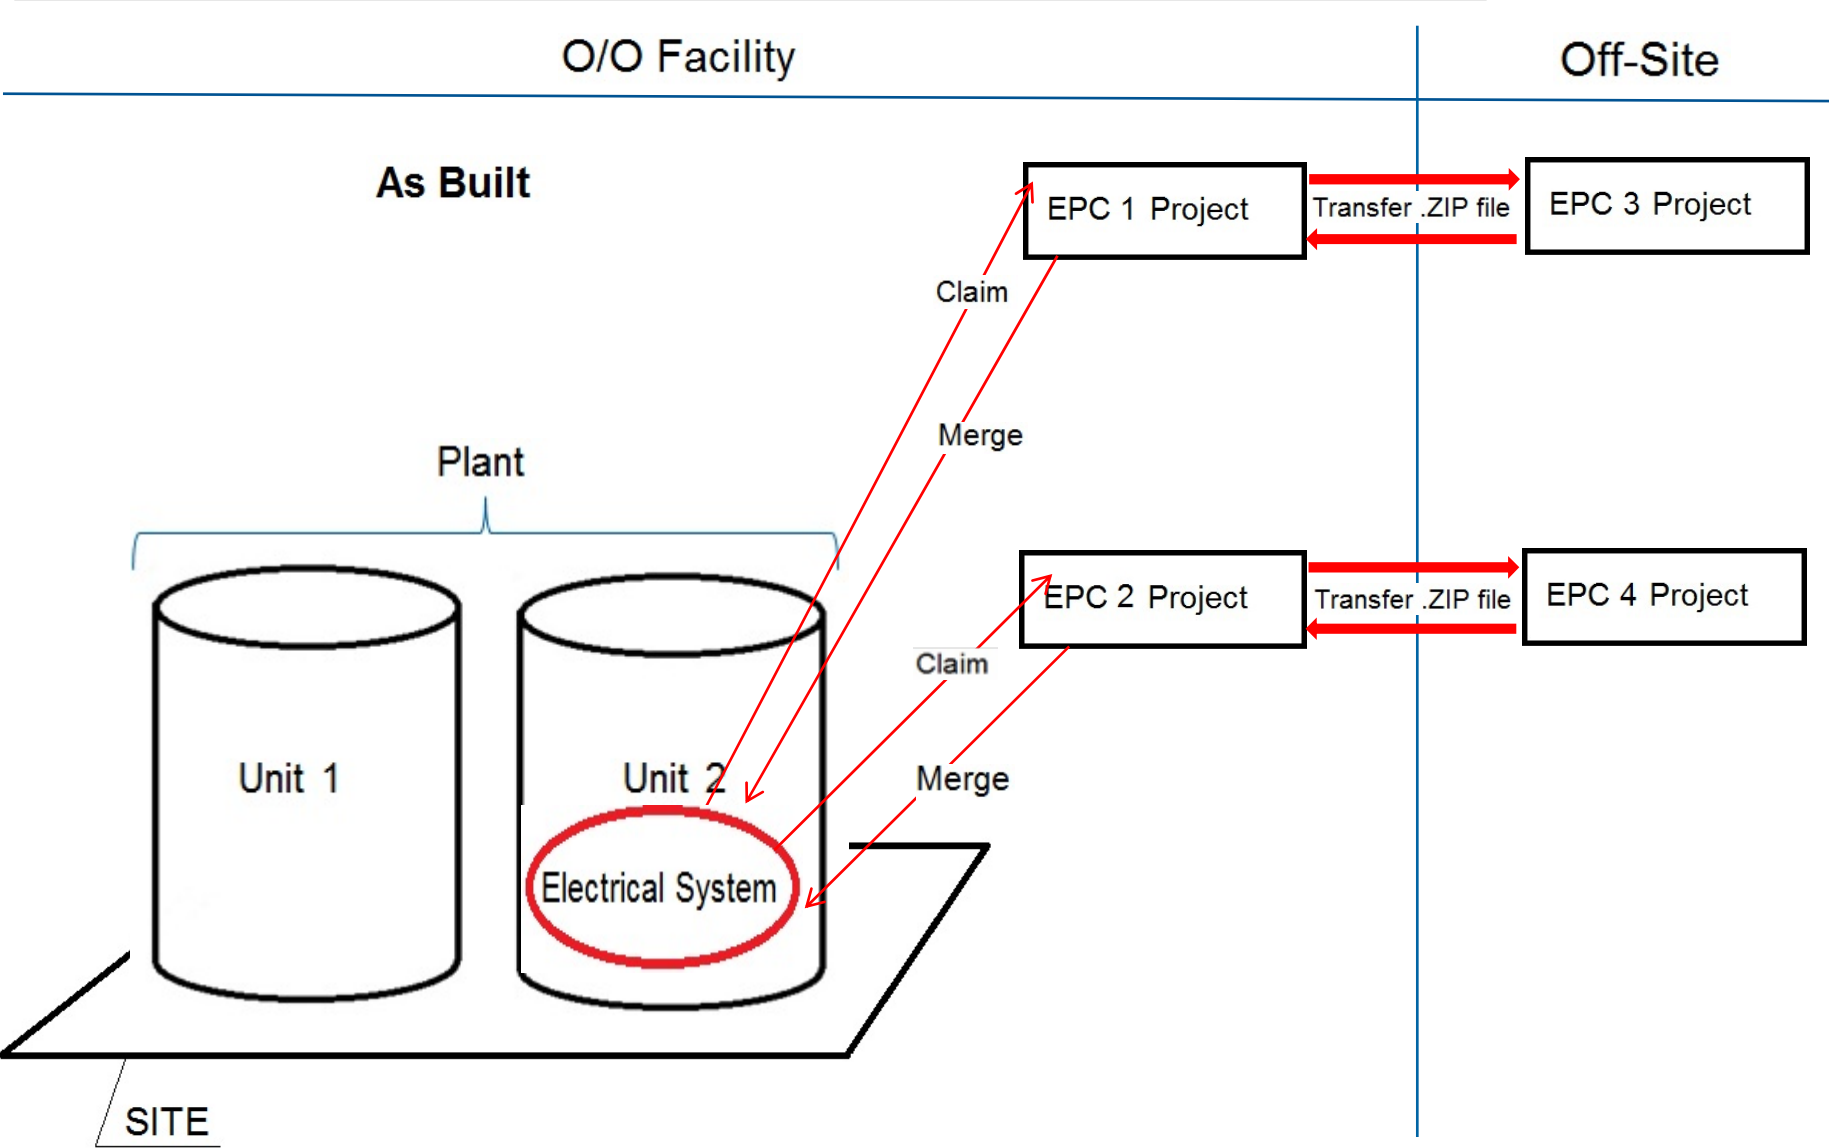 O/O Facility
Off-Site
As Built
EPC 1 Project
Transfer .ZIP file
EPC 3 Project
Claim
Merge
Plant
EPC 2 Project
Transfer .ZIP file
EPC 4 Project
Claim
Merge
Unit 1
Unit 2
Electrical System
SITE